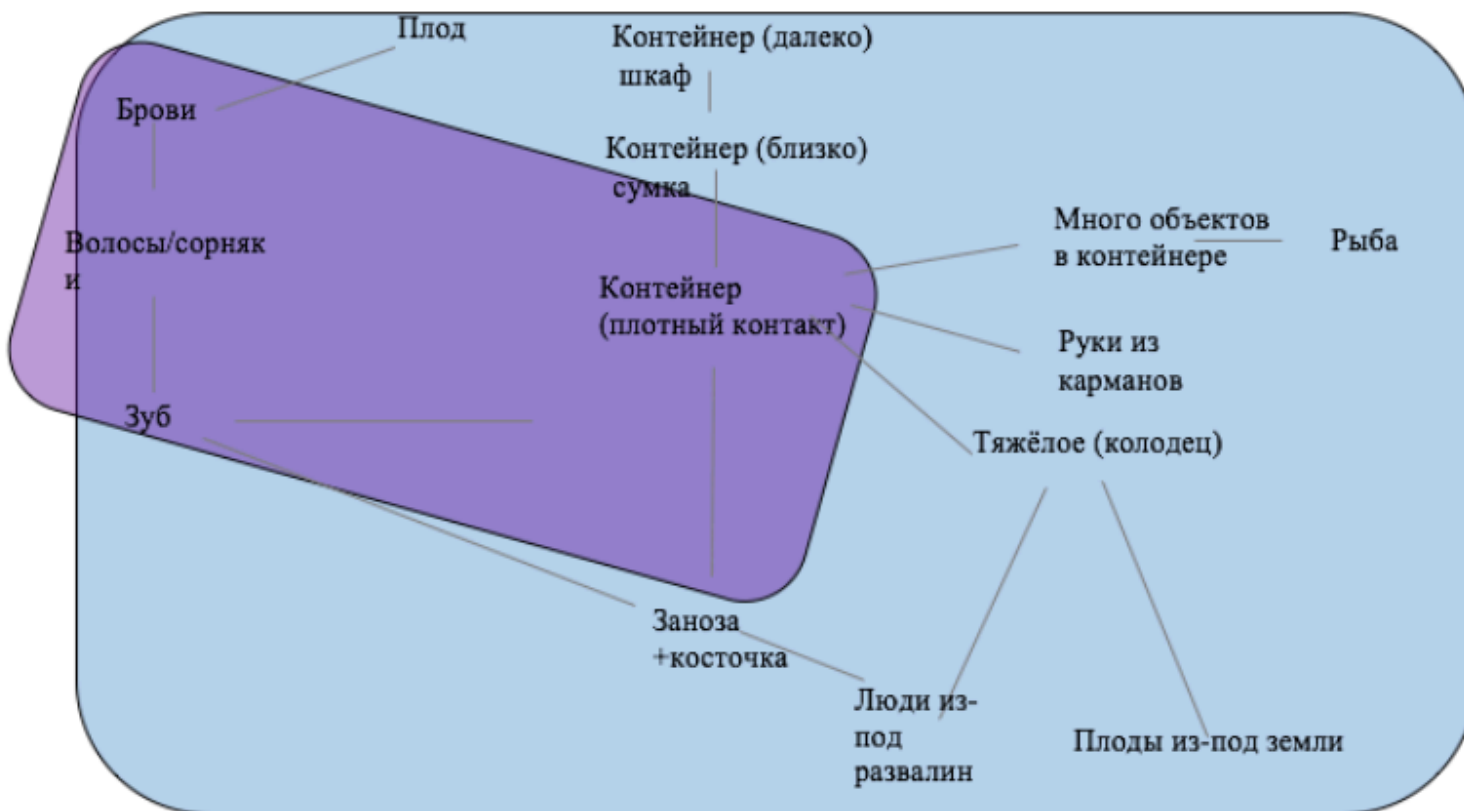 Плод
Контейнер (далеко)
шкаф
Брови
Контейнер (близко)
сумка
Волосы/сорняк
и
Много объектов
в контейнере
Рыба
Контейнер
(плотный контакт)
Руки из
карманов
Зуб
Тяжёлое (колодец)
Заноза
+косточка
Люди из-
под
развалин
Плоды из-под земли